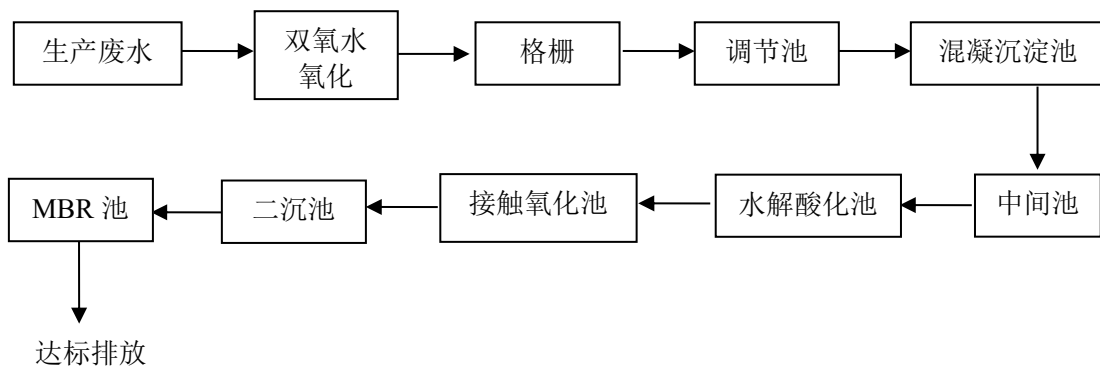 生产废水
双氧水
氧化
格栅
调节池
混凝沉淀池
中间池
水解酸化池
接触氧化池
二沉池
MBR 池
达标排放